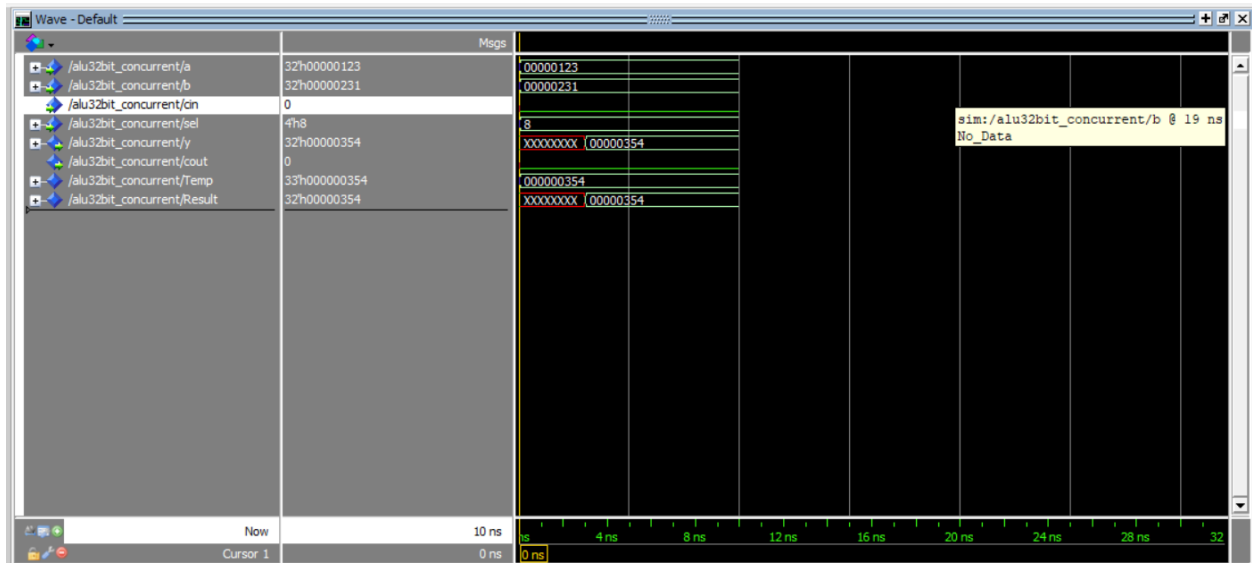 Wave - Default
Msgs
/alu32bit_concurrent/a 32'h00000123 00000123
/alu32bit_concurrent/b 32'h00000231 00000231
/alu32bit_concurrent/cin 0
/alu32bit_concurrent/sel 4'h8 8
/alu32bit_concurrent/y 32'h00000354 XXXXXXXX 00000354
/alu32bit_concurrent/cout 0
/alu32bit_concurrent/Temp 33'h000000354 000000354
/alu32bit_concurrent/Result 32'h00000354 XXXXXXXX 00000354
sim:/alu32bit_concurrent/b @ 19 ns
No_Data
Now 10 ns ns 4 ns 8 ns 12 ns 16 ns 20 ns 24 ns 28 ns 32
Cursor 1 0 ns 0 ns